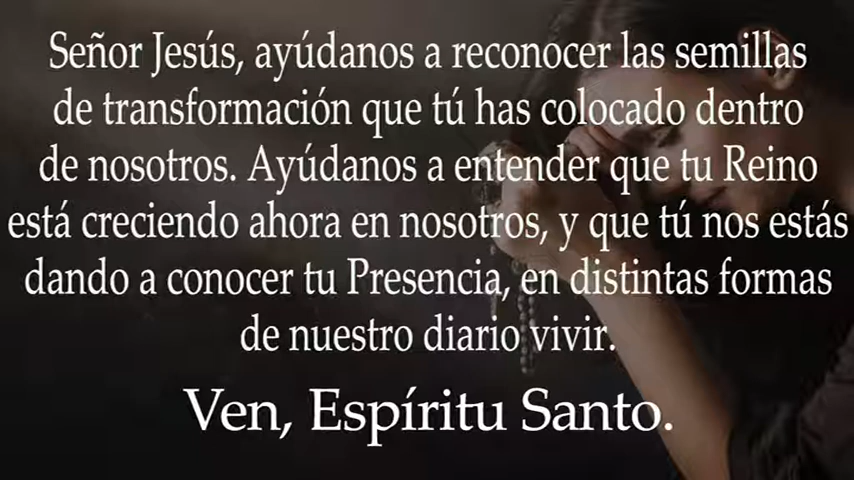 Señor Jesús, ayúdanos a reconocer las semillas
de transformación que tú has colocado dentro
de nosotros. Ayúdanos a entender que tu Reino
está creciendo ahora en nosotros, y que tú nos estás
dando a conocer tu Presencia, en distintas formas
de nuestro diario vivir.
Ven, Espíritu Santo.